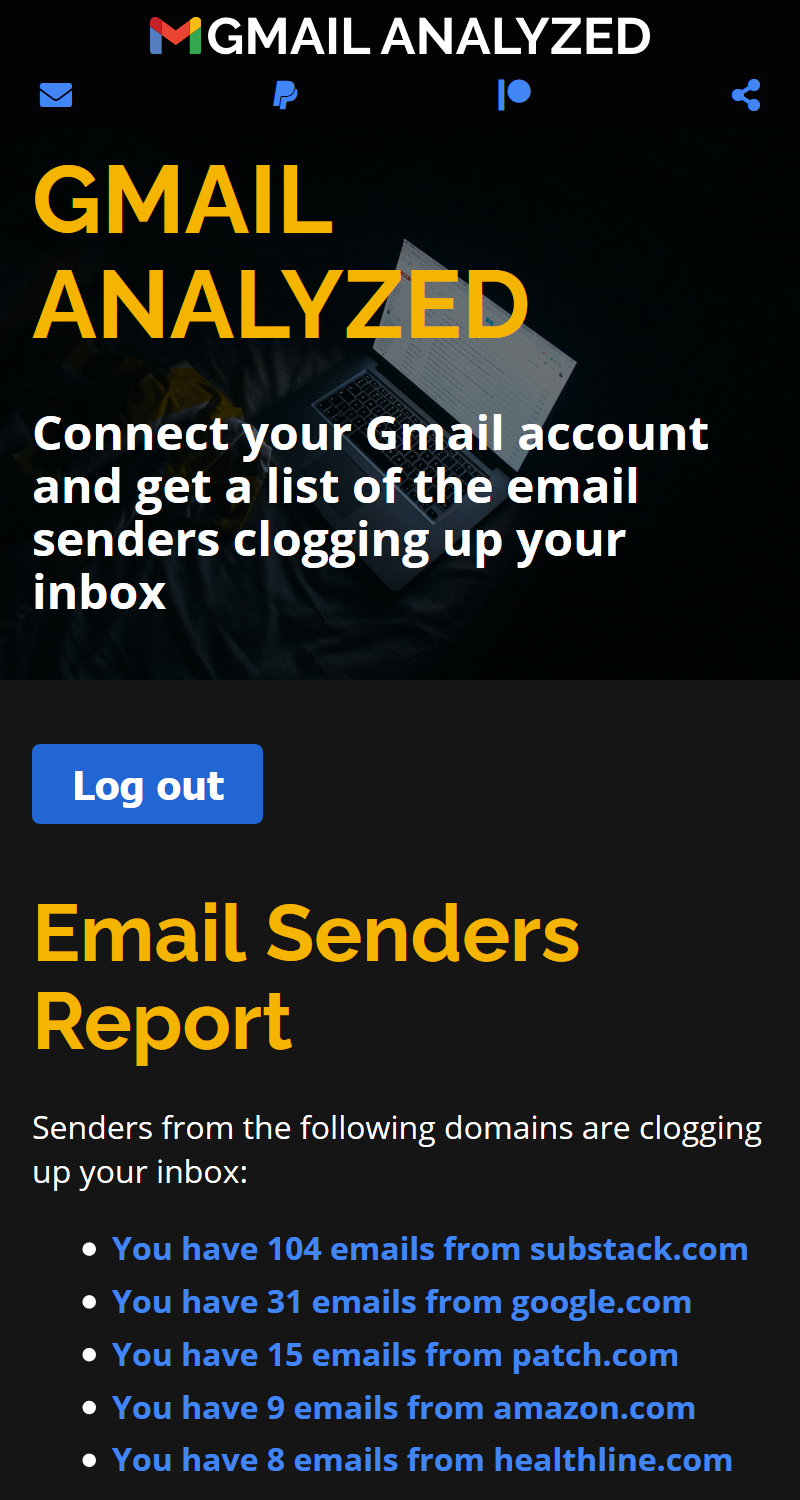 GMAIL ANALYZED
GMAIL
ANALYZED
Connect your Gmail account
and get a list of the email
senders clogging up your
inbox
Log out
Email Senders
Report
Senders from the following domains are clogging
up your inbox:
You have 104 emails from substack.com
You have 31 emails from google.com
You have 15 emails from patch.com
You have 9 emails from amazon.com
You have 8 emails from healthline.com